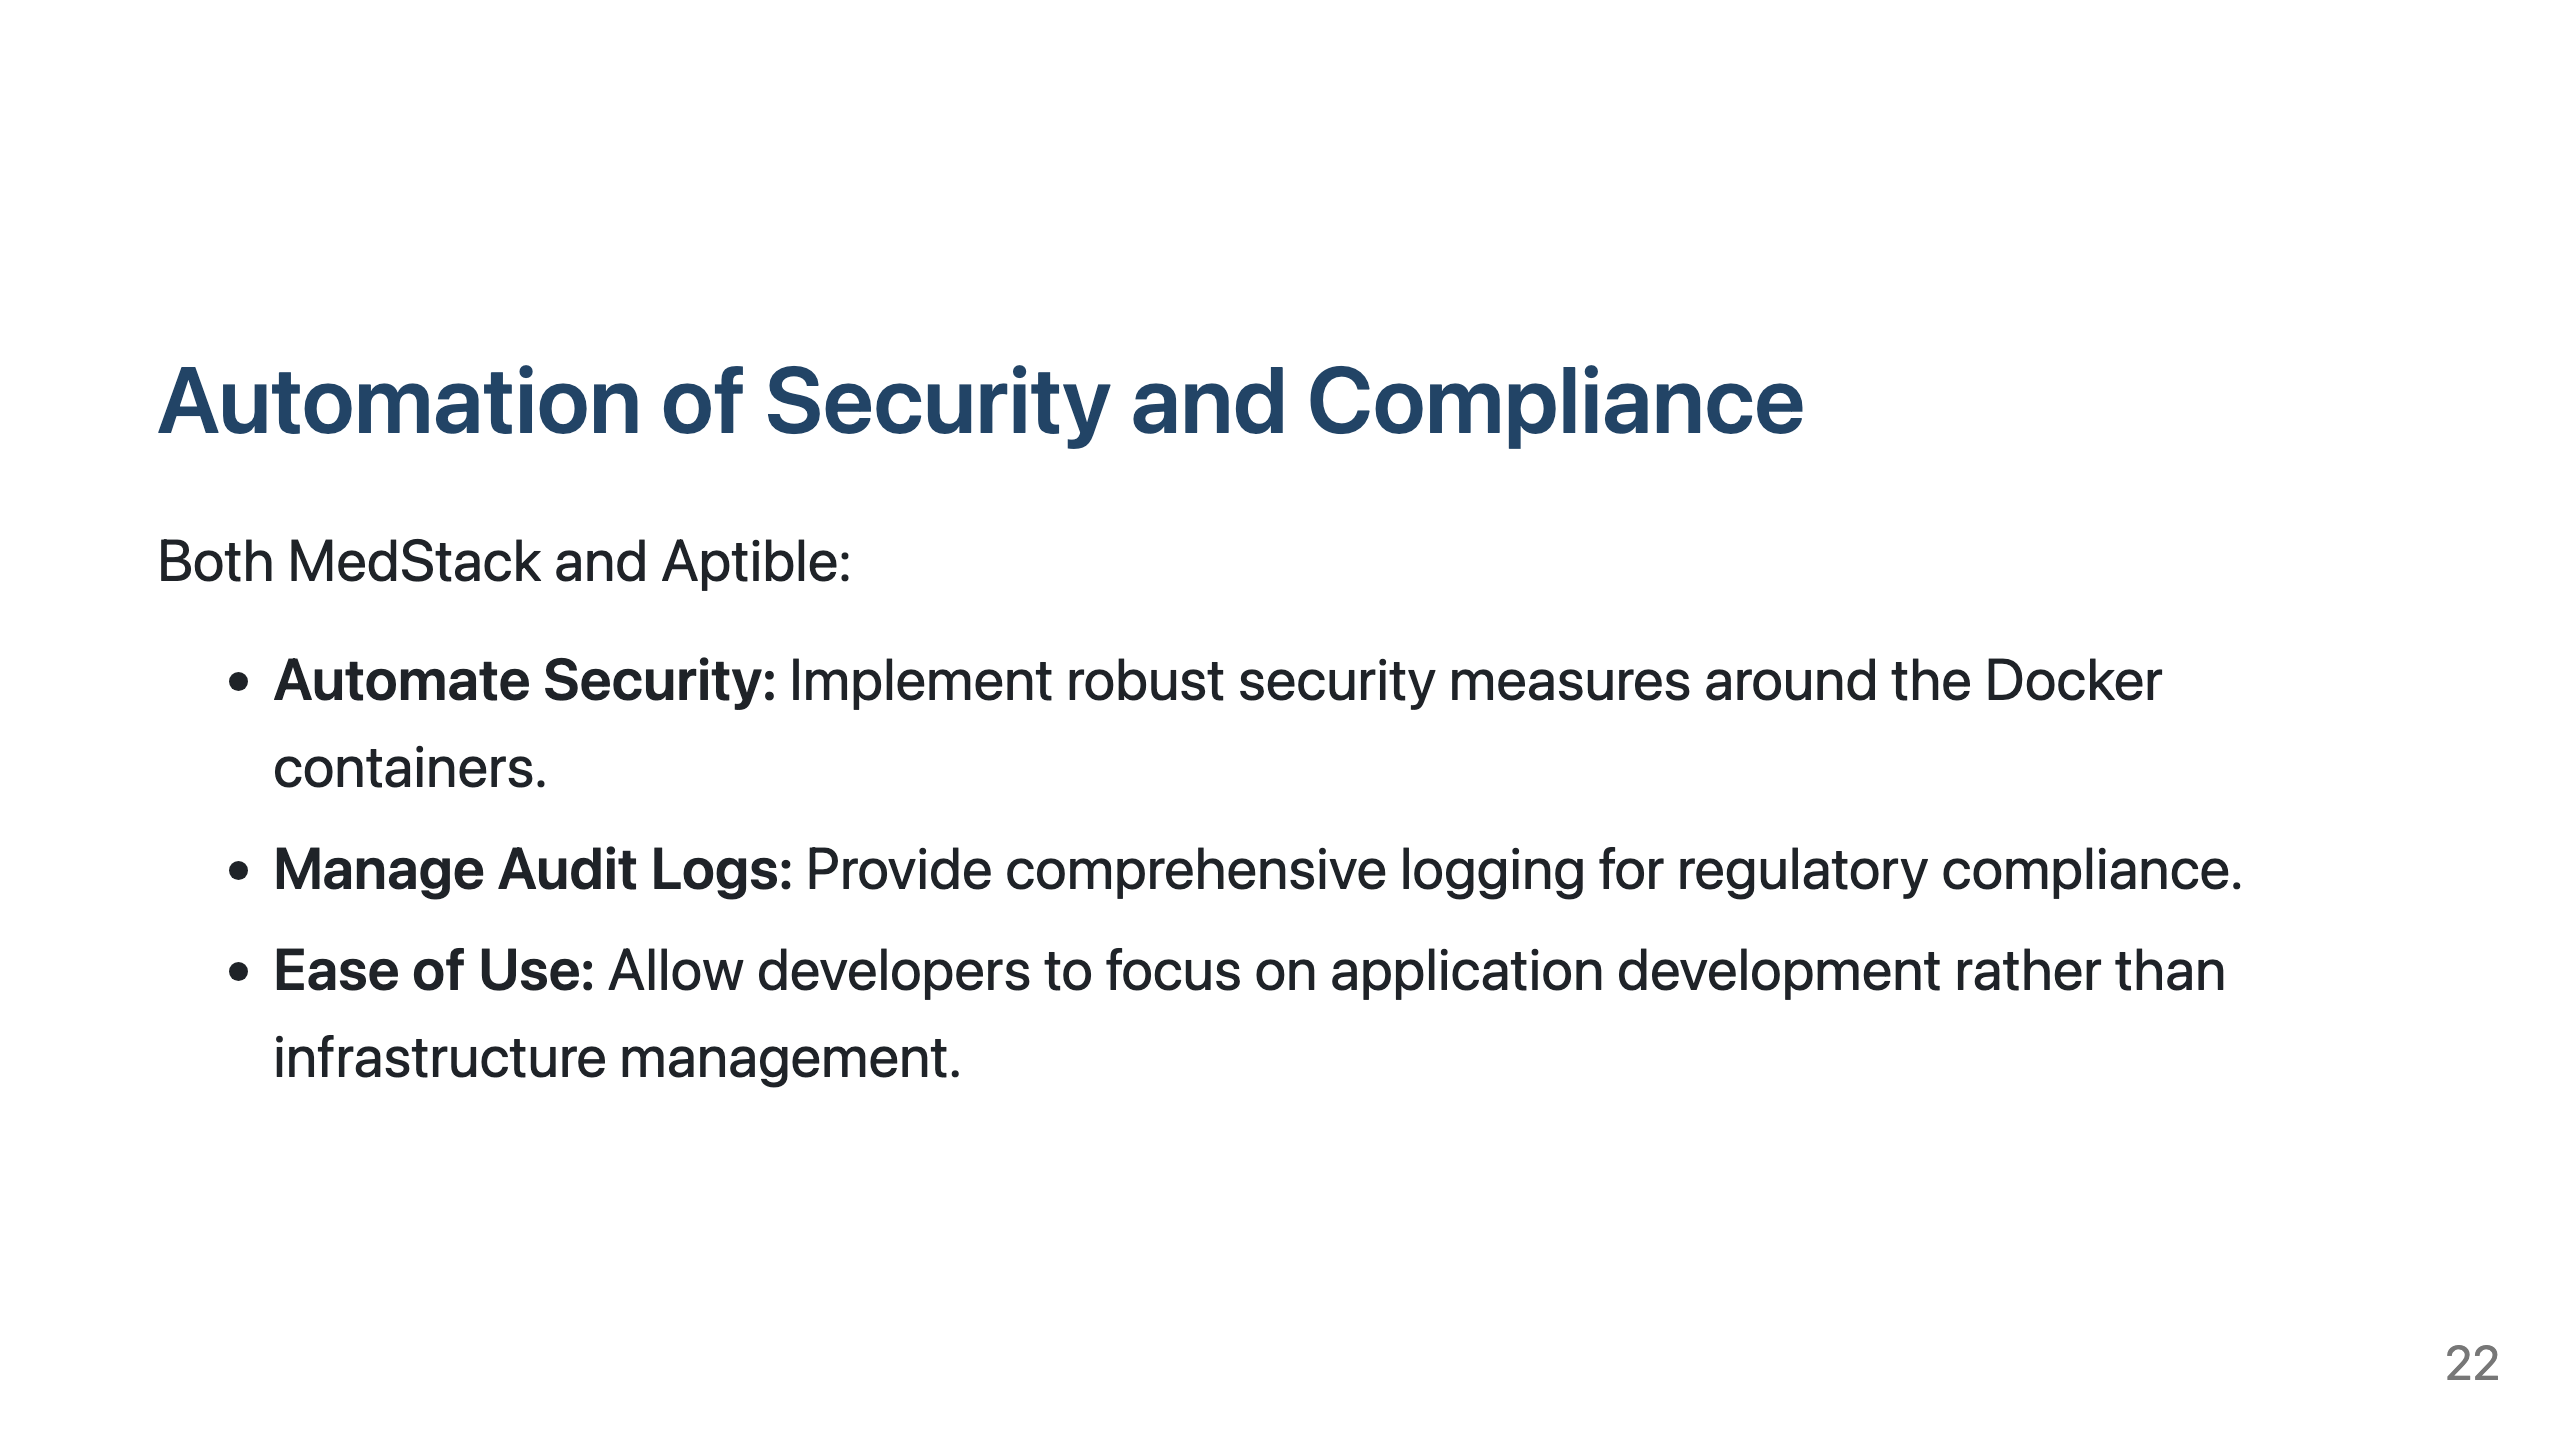 Automation of Security and Compliance
Both MedStack and Aptible:
• Automate Security: Implement robust security measures around the Docker
containers.
• Manage Audit Logs: Provide comprehensive logging for regulatory compliance.
• Ease of Use: Allow developers to focus on application development rather than
infrastructure management.
22